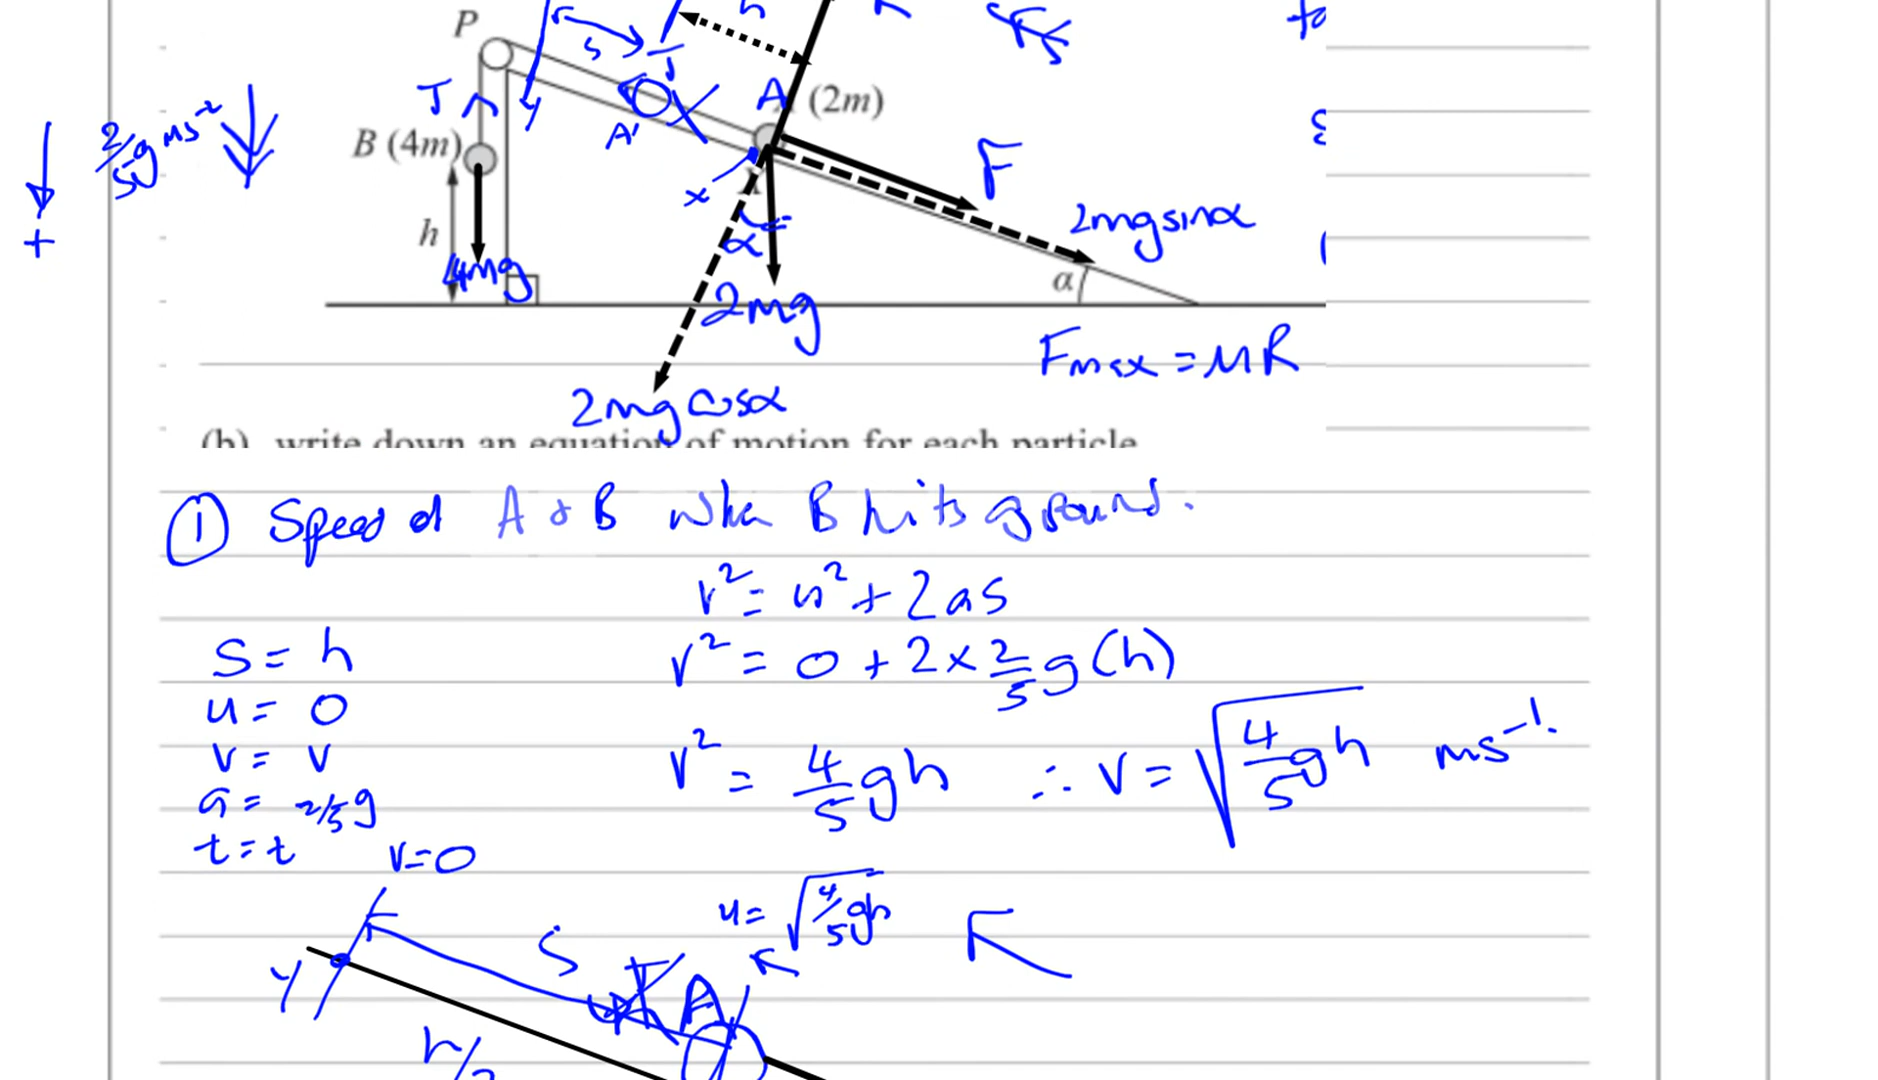 P
h
s
T
y
A
(2m)
A'
2/5 g ms⁻²
B (4m)
x
F
+
h
α
2mg sinα
4mg
2mg
α
Fmax = μR
2mg cosα
(b) write down an equation of motion for each particle
① Speed of A & B when B hits ground.
v² = u² + 2as
s = h
v² = 0 + 2 × 2/5 g (h)
u = 0
v = v
v² = 4/5 gh ∴ v = √(4/5 gh) ms⁻¹.
a = 2/5 g
t = t
v=0
u = √(4/5 gh)
s
y
A
h/